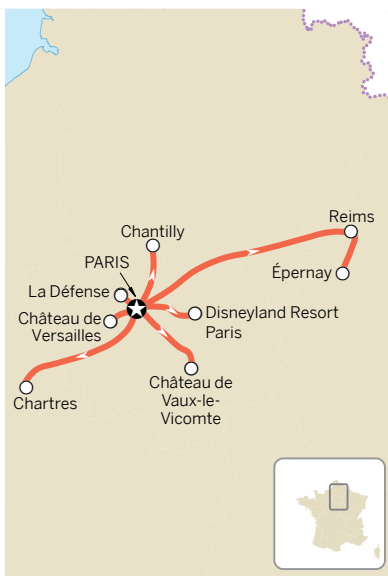 Reims
Chantilly
PARIS
Épernay
La Défense
Château de
Versailles
Disneyland Resort
Paris
Château de
Vaux-le-
Vicomte
Chartres